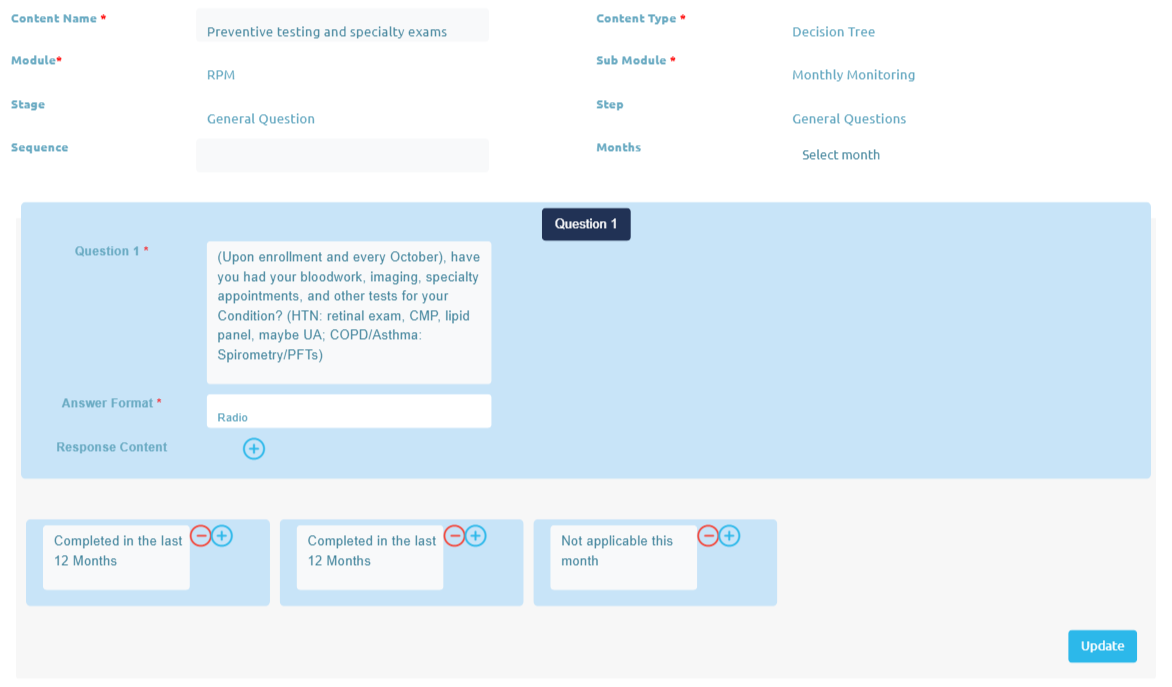 Content Name *
Preventive testing and specialty exams
Content Type *
Decision Tree
Module*
RPM
Sub Module *
Monthly Monitoring
Stage
General Question
Step
General Questions
Sequence
Months
Select month
Question 1
Question 1 *
(Upon enrollment and every October), have
you had your bloodwork, imaging, specialty
appointments, and other tests for your
Condition? (HTN: retinal exam, CMP, lipid
panel, maybe UA; COPD/Asthma:
Spirometry/PFTs)
Answer Format *
Radio
Response Content
Completed in the last
12 Months
Completed in the last
12 Months
Not applicable this
month
Update